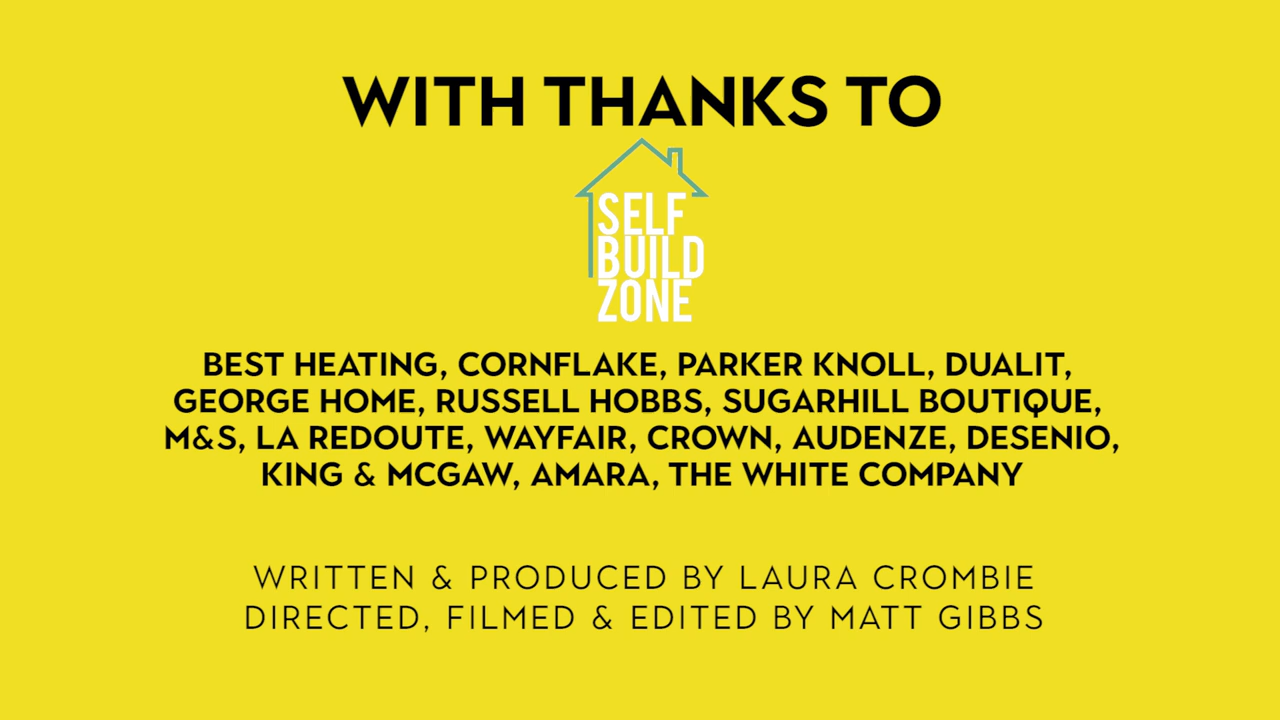 WITH THANKS TO
SELF
BUILD
ZONE
BEST HEATING, CORNFLAKE, PARKER KNOLL, DUALIT,
GEORGE HOME, RUSSELL HOBBS, SUGARHILL BOUTIQUE,
M&S, LA REDOUTE, WAYFAIR, CROWN, AUDENZE, DESENIO,
KING & MCGAW, AMARA, THE WHITE COMPANY
WRITTEN & PRODUCED BY LAURA CROMBIE
DIRECTED, FILMED & EDITED BY MATT GIBBS